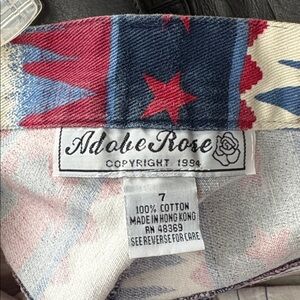 Adobe Rose
COPYRIGHT 1994
7
100% COTTON
MADE IN HONG KONG
RN 48369
SEE REVERSE FOR CARE